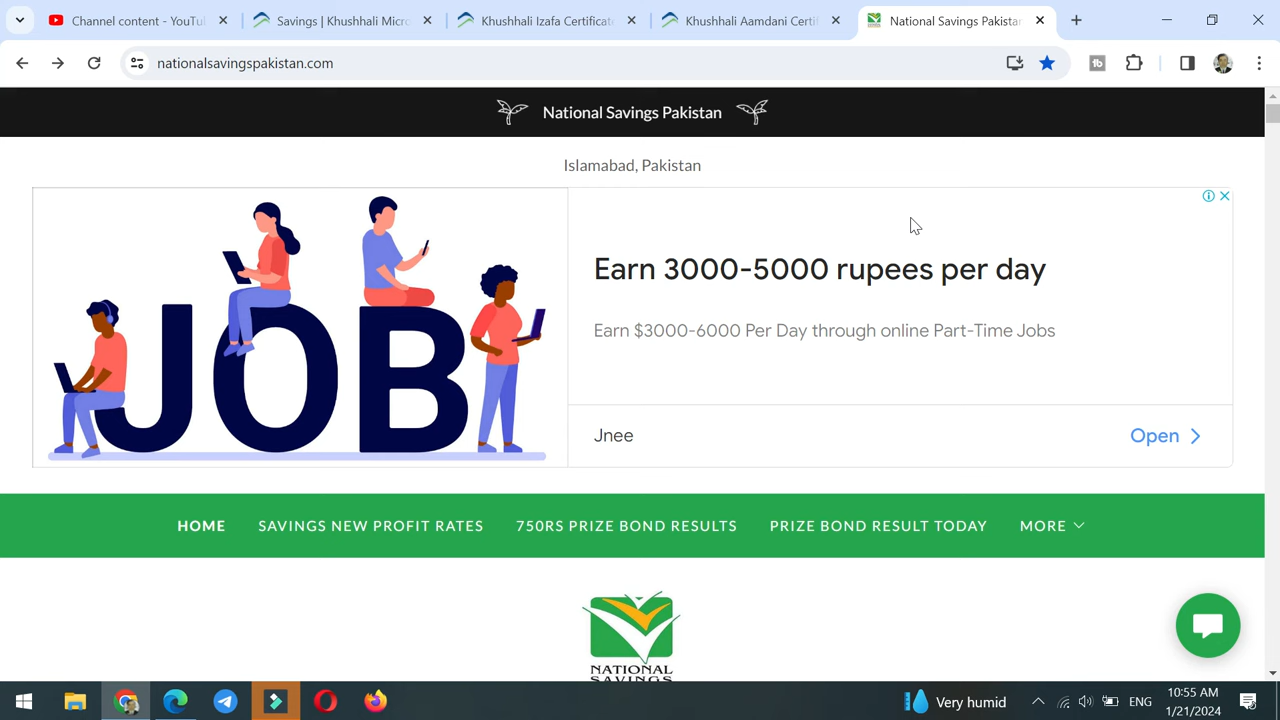 Channel content - YouTu
Savings | Khushhali Micro
Khushhali Izafa Certificate
Khushhali Aamdani Certi
National Savings Pakistan
nationalsavingspakistan.com
National Savings Pakistan
Islamabad, Pakistan
JOB
Earn 3000-5000 rupees per day
Earn $3000-6000 Per Day through online Part-Time Jobs
Jnee
Open
HOME
SAVINGS NEW PROFIT RATES
750RS PRIZE BOND RESULTS
PRIZE BOND RESULT TODAY
MORE
NATIONAL
SAVINGS
Very humid
ENG
10:55 AM
1/21/2024